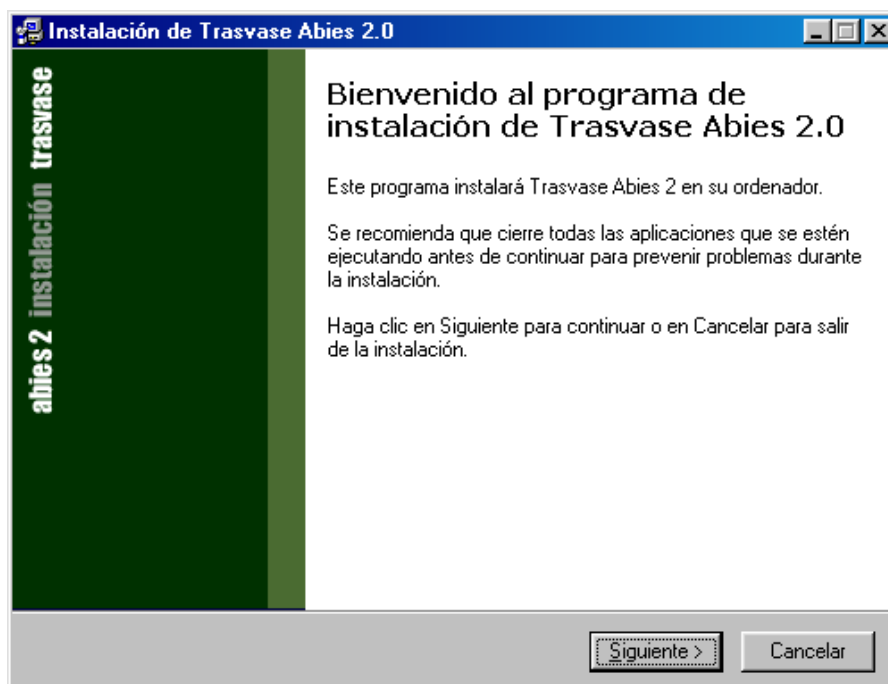 Instalación de Trasvase Abies 2.0
abies 2 instalación trasvase
Bienvenido al programa de
instalación de Trasvase Abies 2.0
Este programa instalará Trasvase Abies 2 en su ordenador.
Se recomienda que cierre todas las aplicaciones que se estén
ejecutando antes de continuar para prevenir problemas durante
la instalación.
Haga clic en Siguiente para continuar o en Cancelar para salir
de la instalación.
Siguiente >
Cancelar